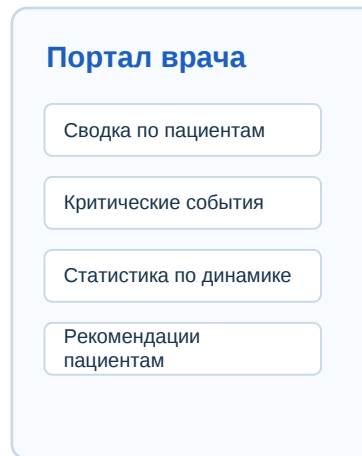 Портал врача
Сводка по пациентам
Критические события
Статистика по динамике
Рекомендации
пациентам